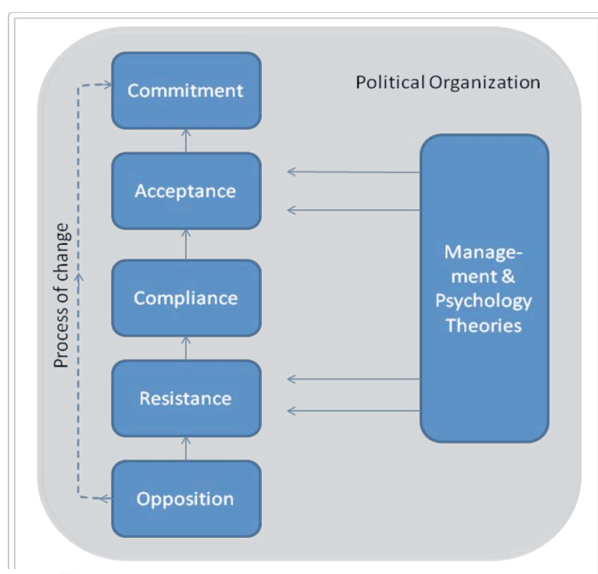 Political Organization
Commitment
Acceptance
Compliance
Resistance
Opposition
Process of change
Manage-
ment &
Psychology
Theories